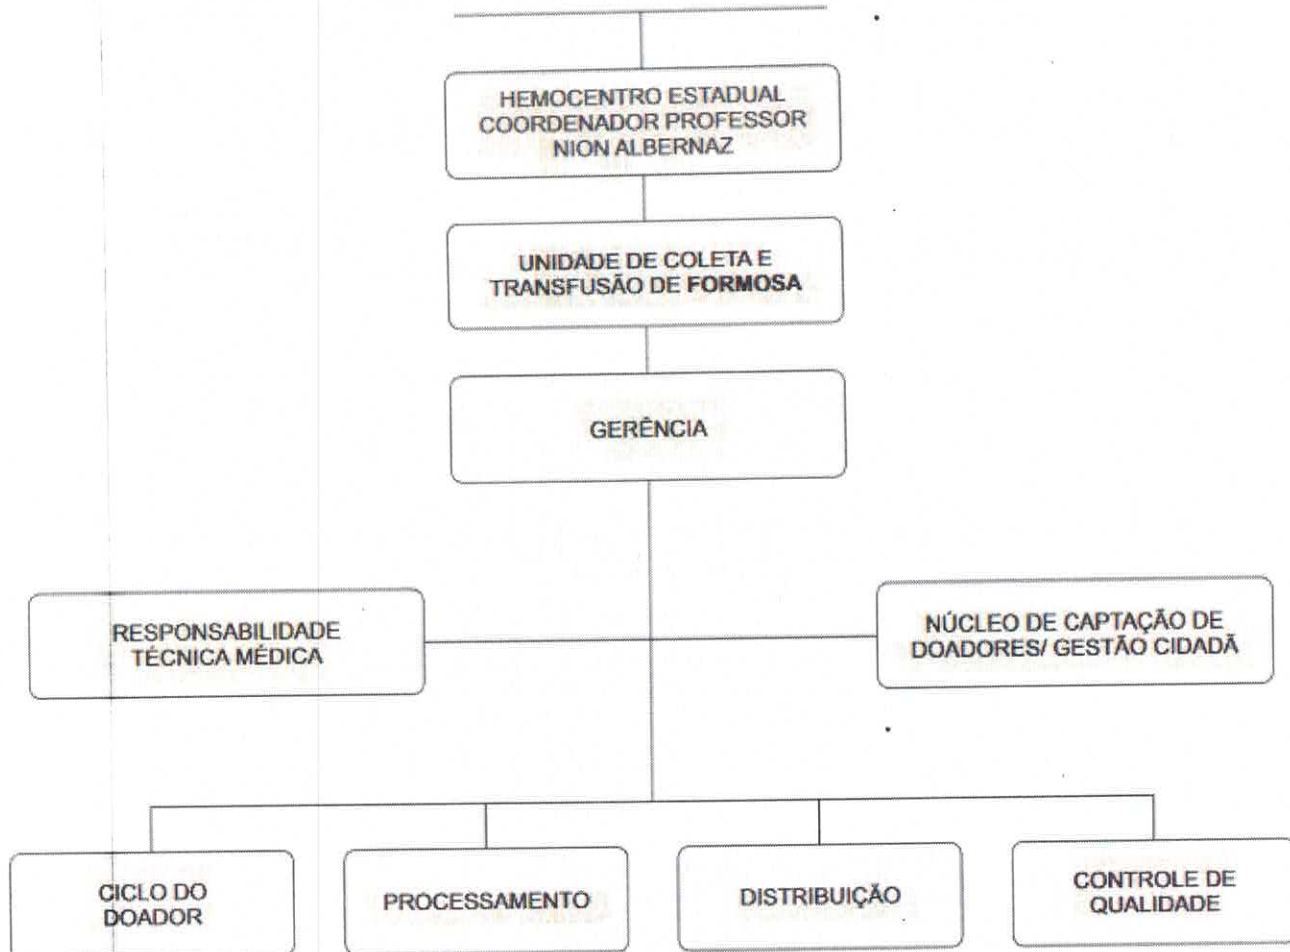 HEMOCENTRO ESTADUAL
COORDENADOR PROFESSOR
NION ALBERNAZ
UNIDADE DE COLETA E
TRANSFUSÃO DE FORMOSA
GERÊNCIA
RESPONSABILIDADE
TÉCNICA MÉDICA
NÚCLEO DE CAPTAÇÃO DE
DOADORES/ GESTÃO CIDADÃ
CICLO DO
DOADOR
PROCESSAMENTO
DISTRIBUIÇÃO
CONTROLE DE
QUALIDADE